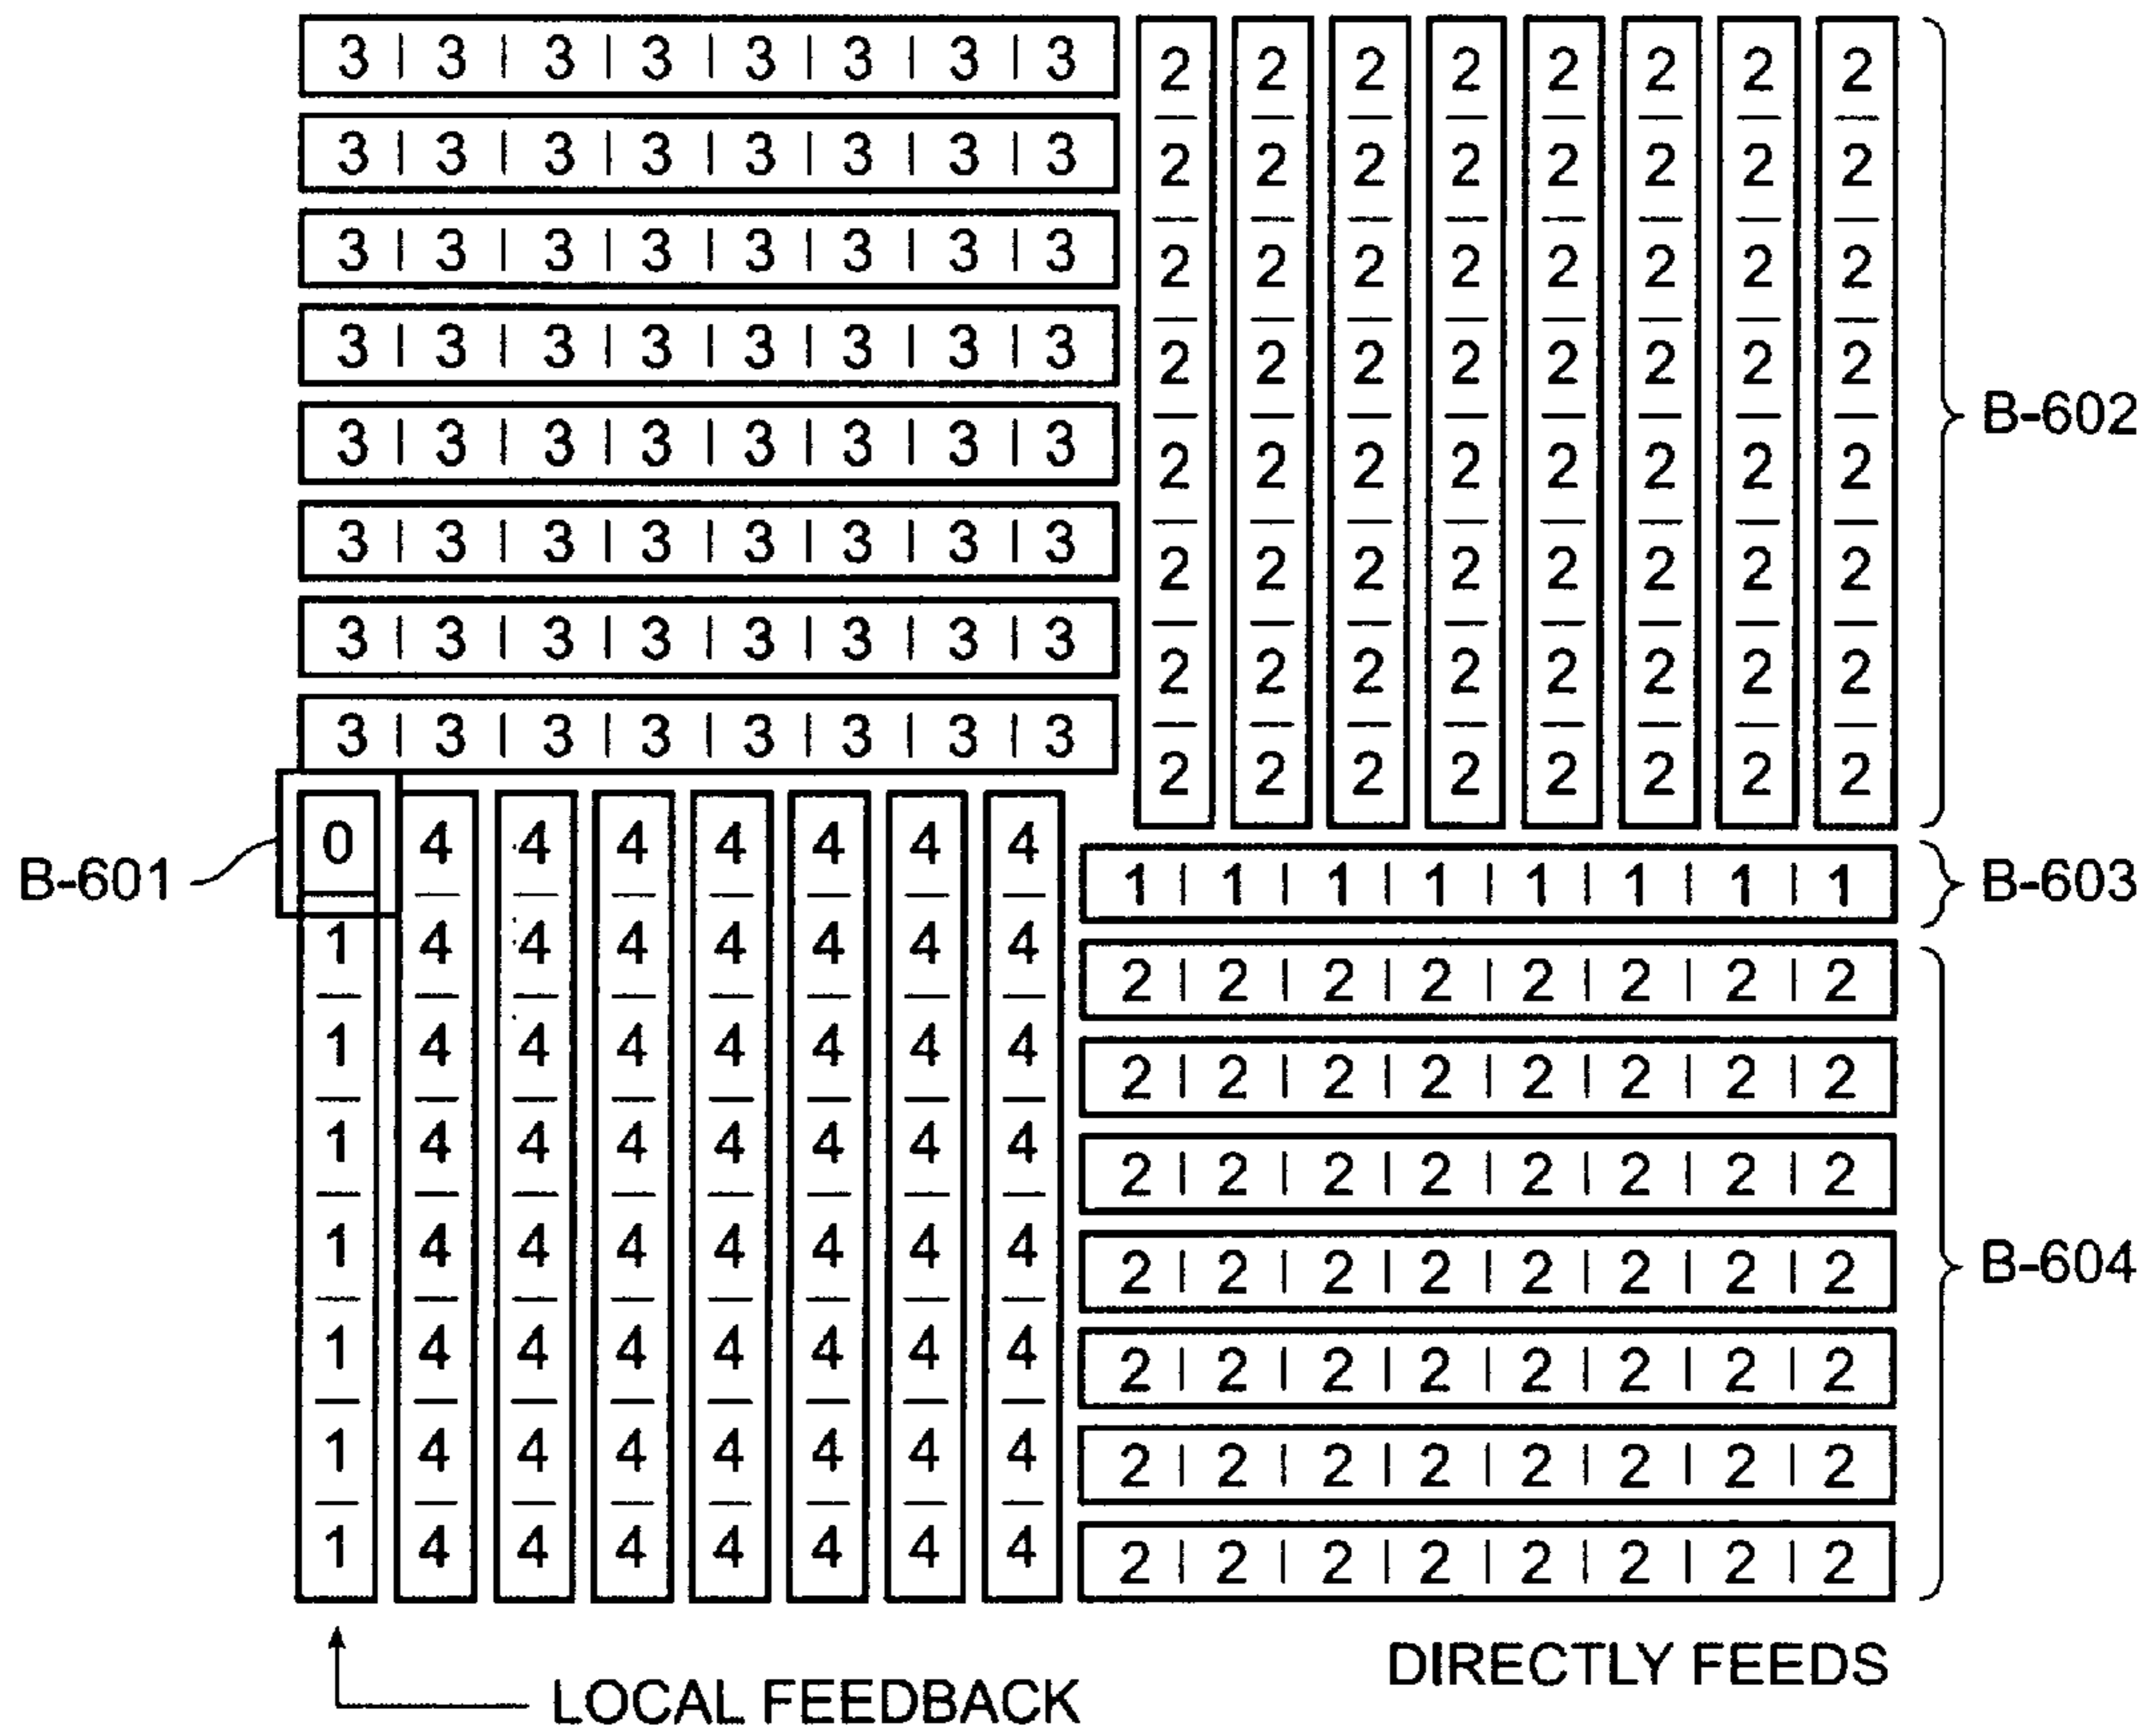 3 3 3 3 3 3 3 3 2 2 2 2 2 2 2 2
3 3 3 3 3 3 3 3 2 2 2 2 2 2 2 2
3 3 3 3 3 3 3 3 2 2 2 2 2 2 2 2
3 3 3 3 3 3 3 3 2 2 2 2 2 2 2 2
B-602
3 3 3 3 3 3 3 3 2 2 2 2 2 2 2 2
3 3 3 3 3 3 3 3 2 2 2 2 2 2 2 2
3 3 3 3 3 3 3 3 2 2 2 2 2 2 2 2
3 3 3 3 3 3 3 3 2 2 2 2 2 2 2 2
B-601
0 4 4 4 4 4 4 4 1 1 1 1 1 1 1 1
B-603
1 4 4 4 4 4 4 4 2 2 2 2 2 2 2 2
1 4 4 4 4 4 4 4 2 2 2 2 2 2 2 2
1 4 4 4 4 4 4 4 2 2 2 2 2 2 2 2
1 4 4 4 4 4 4 4 2 2 2 2 2 2 2 2
B-604
1 4 4 4 4 4 4 4 2 2 2 2 2 2 2 2
1 4 4 4 4 4 4 4 2 2 2 2 2 2 2 2
1 4 4 4 4 4 4 4 2 2 2 2 2 2 2 2
DIRECTLY FEEDS
LOCAL FEEDBACK